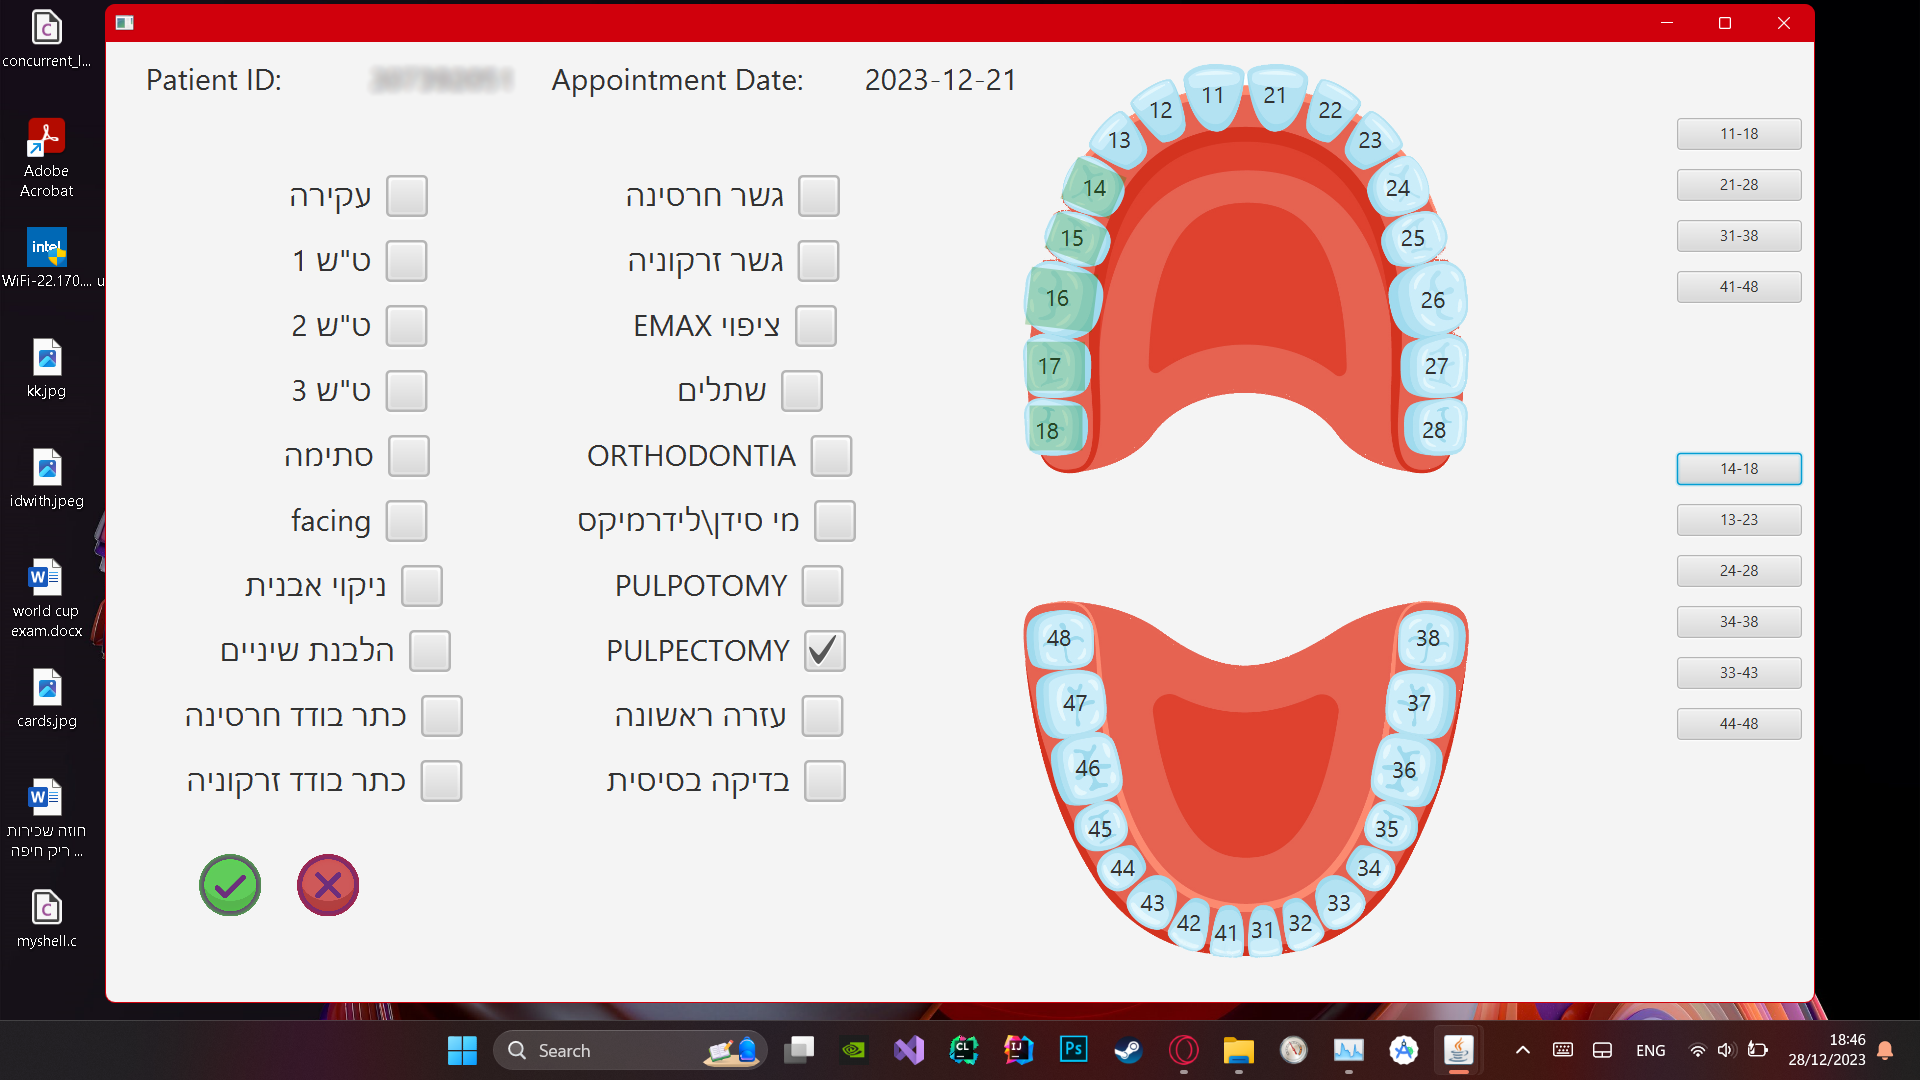 concurrent_l...
Adobe
Acrobat
intel
WiFi-22.170....
u
kk.jpg
idwith.jpeg
world cup
exam.docx
cards.jpg
חוזה שכירות
ריק חיפה ...
myshell.c
Patient ID:
Appointment Date:
2023-12-21
עקירה
ט"ש 1
ט"ש 2
ט"ש 3
סתימה
facing
ניקוי אבנית
הלבנת שיניים
כתר בודד חרסינה
כתר בודד זרקוניה
גשר חרסינה
גשר זרקוניה
ציפוי EMAX
שתלים
ORTHODONTIA
מי סידן\לידרמיקס
PULPOTOMY
PULPECTOMY
עזרה ראשונה
בדיקה בסיסית
11 21
12 22
13 23
14 24
15 25
16 26
17 27
18 28
48 38
47 37
46 36
45 35
44 34
43 33
42 41 31 32
11-18
21-28
31-38
41-48
14-18
13-23
24-28
34-38
33-43
44-48
Search
CL
IJ
Ps
ENG
18:46
28/12/2023